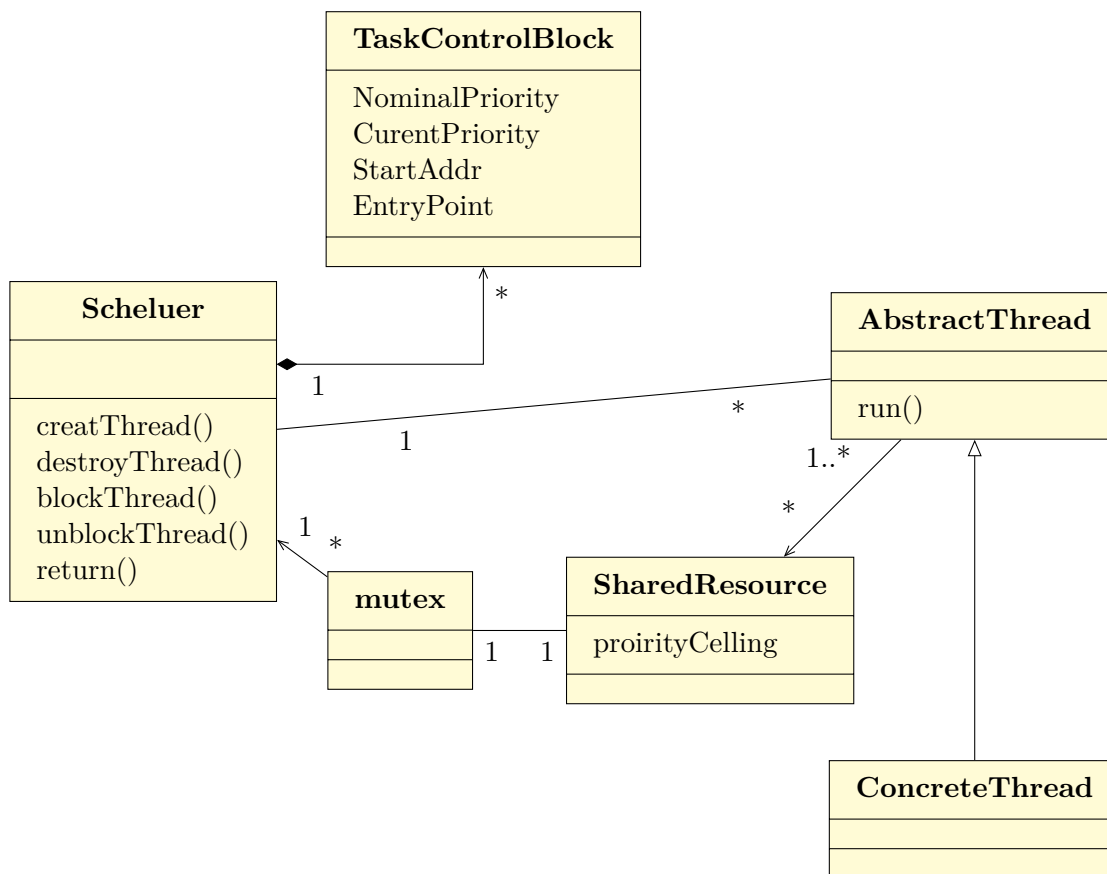 TaskControlBlock
NominalPriority
CurentPriority
StartAddr
EntryPoint
Scheluer
creatThread()
destroyThread()
blockThread()
unblockThread()
return()
*
1
AbstractThread
run()
1
*
1..*
*
1
*
mutex
1
1
SharedResource
proirityCelling
ConcreteThread